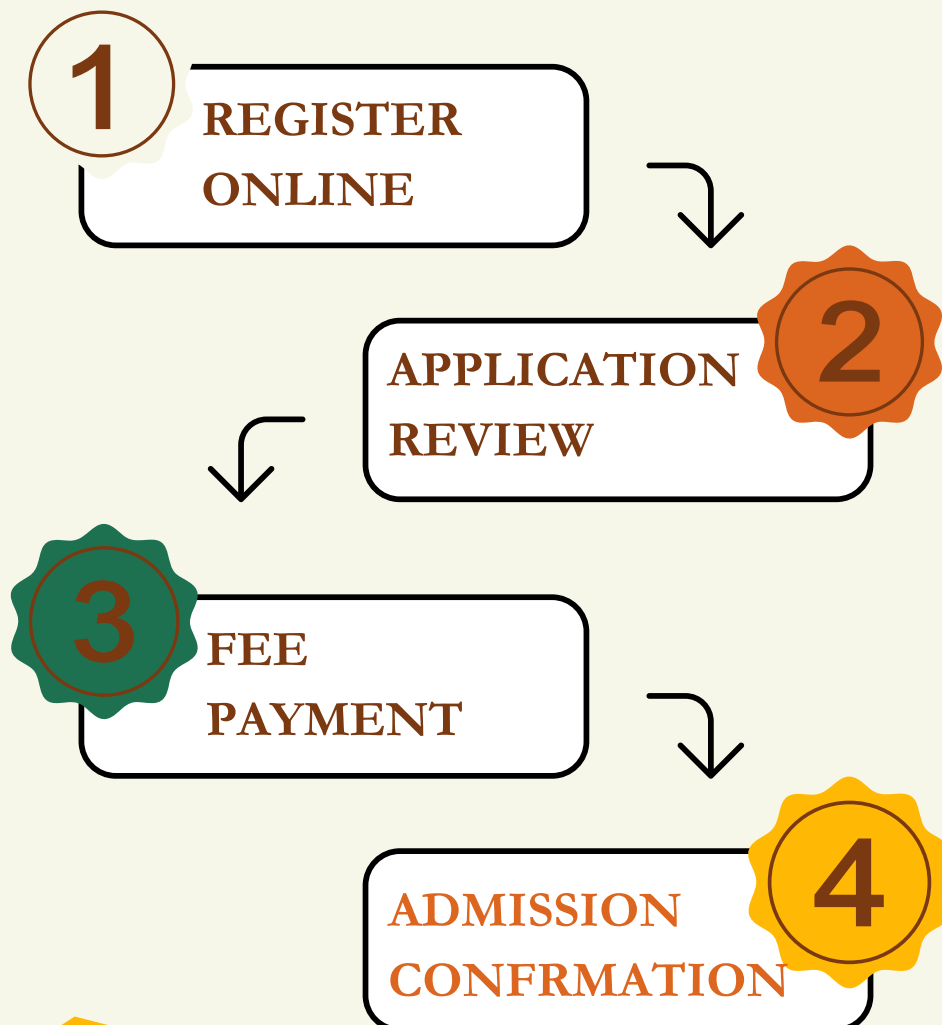 1
REGISTER
ONLINE
2
APPLICATION
REVIEW
3
FEE
PAYMENT
4
ADMISSION
CONFRMATION